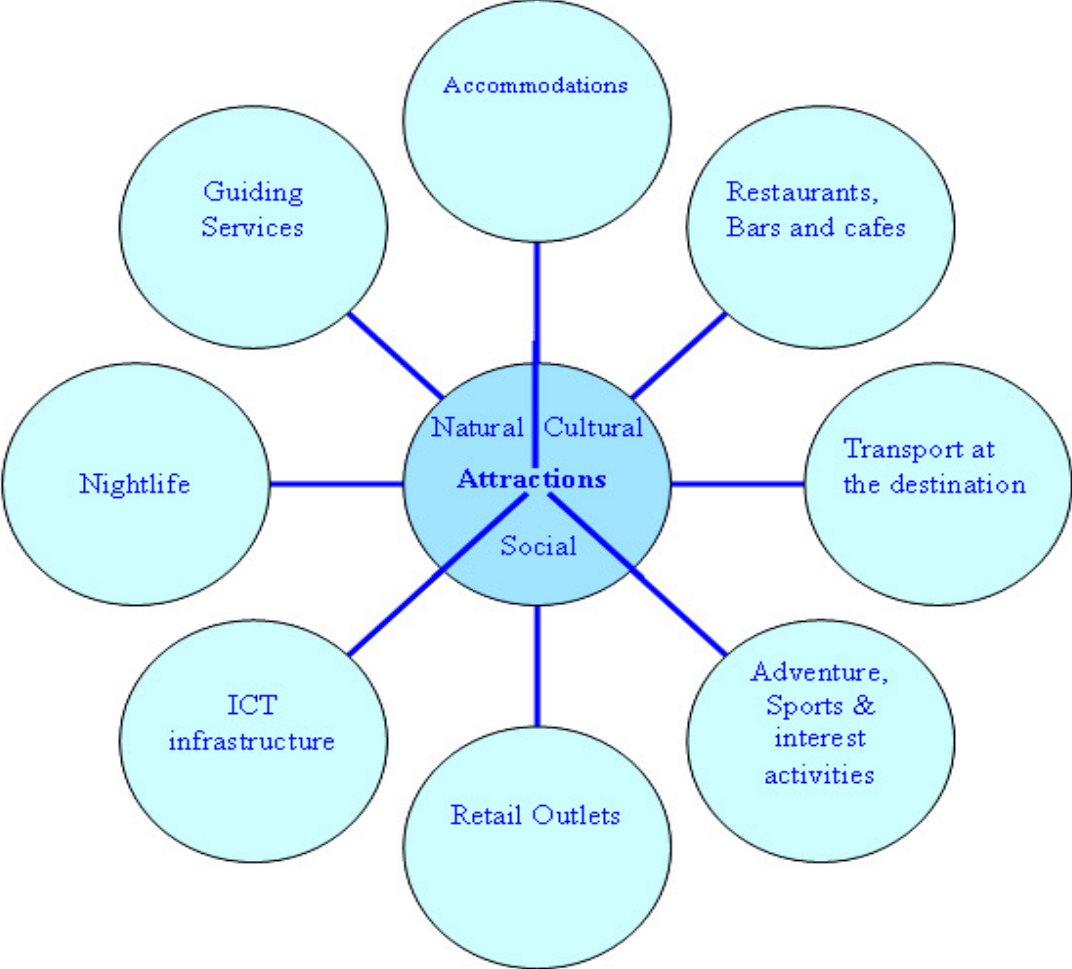 Accommodations
Guiding
Services
Restaurants,
Bars and cafes
Natural Cultural
Attractions
Social
Nightlife
Transport at
the destination
ICT
infrastructure
Adventure,
Sports &
interest
activities
Retail Outlets